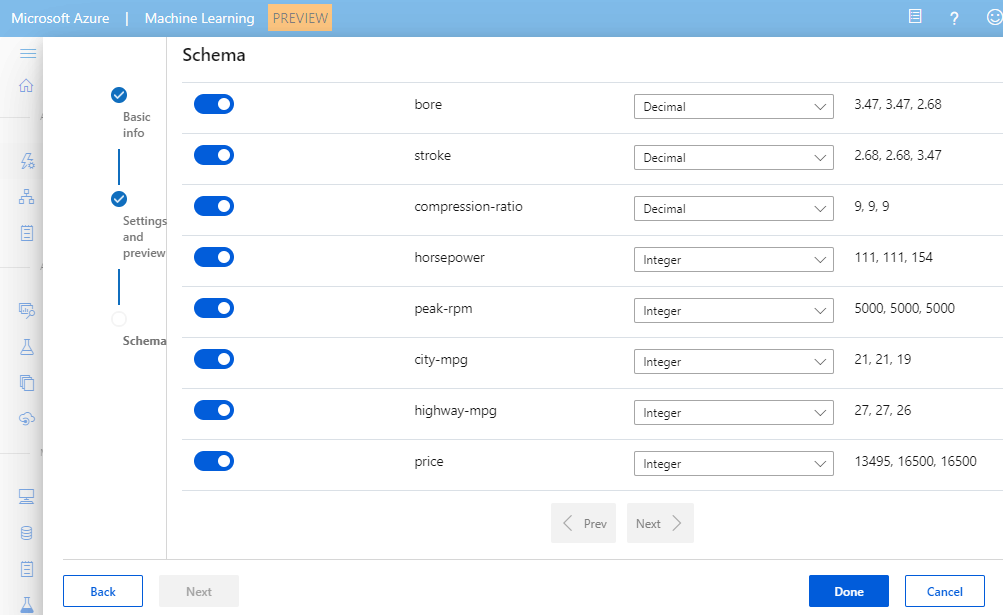 Microsoft Azure | Machine Learning PREVIEW
?
Schema
Basic
info
Settings
and
preview
Schema
bore Decimal 3.47, 3.47, 2.68
stroke Decimal 2.68, 2.68, 3.47
compression-ratio Decimal 9, 9, 9
horsepower Integer 111, 111, 154
peak-rpm Integer 5000, 5000, 5000
city-mpg Integer 21, 21, 19
highway-mpg Integer 27, 27, 26
price Integer 13495, 16500, 16500
Prev Next
Back Next Done Cancel